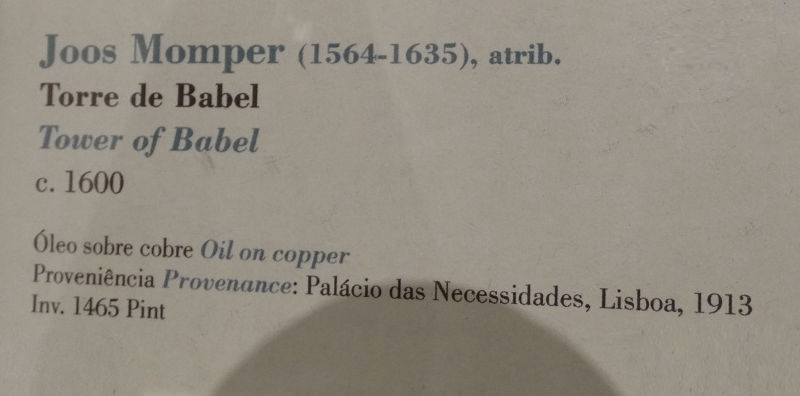 Joos Momper (1564-1635), atrib.
Torre de Babel
Tower of Babel
c. 1600
Óleo sobre cobre Oil on copper
Proveniência Provenance: Palácio das Necessidades, Lisboa, 1913
Inv. 1465 Pint